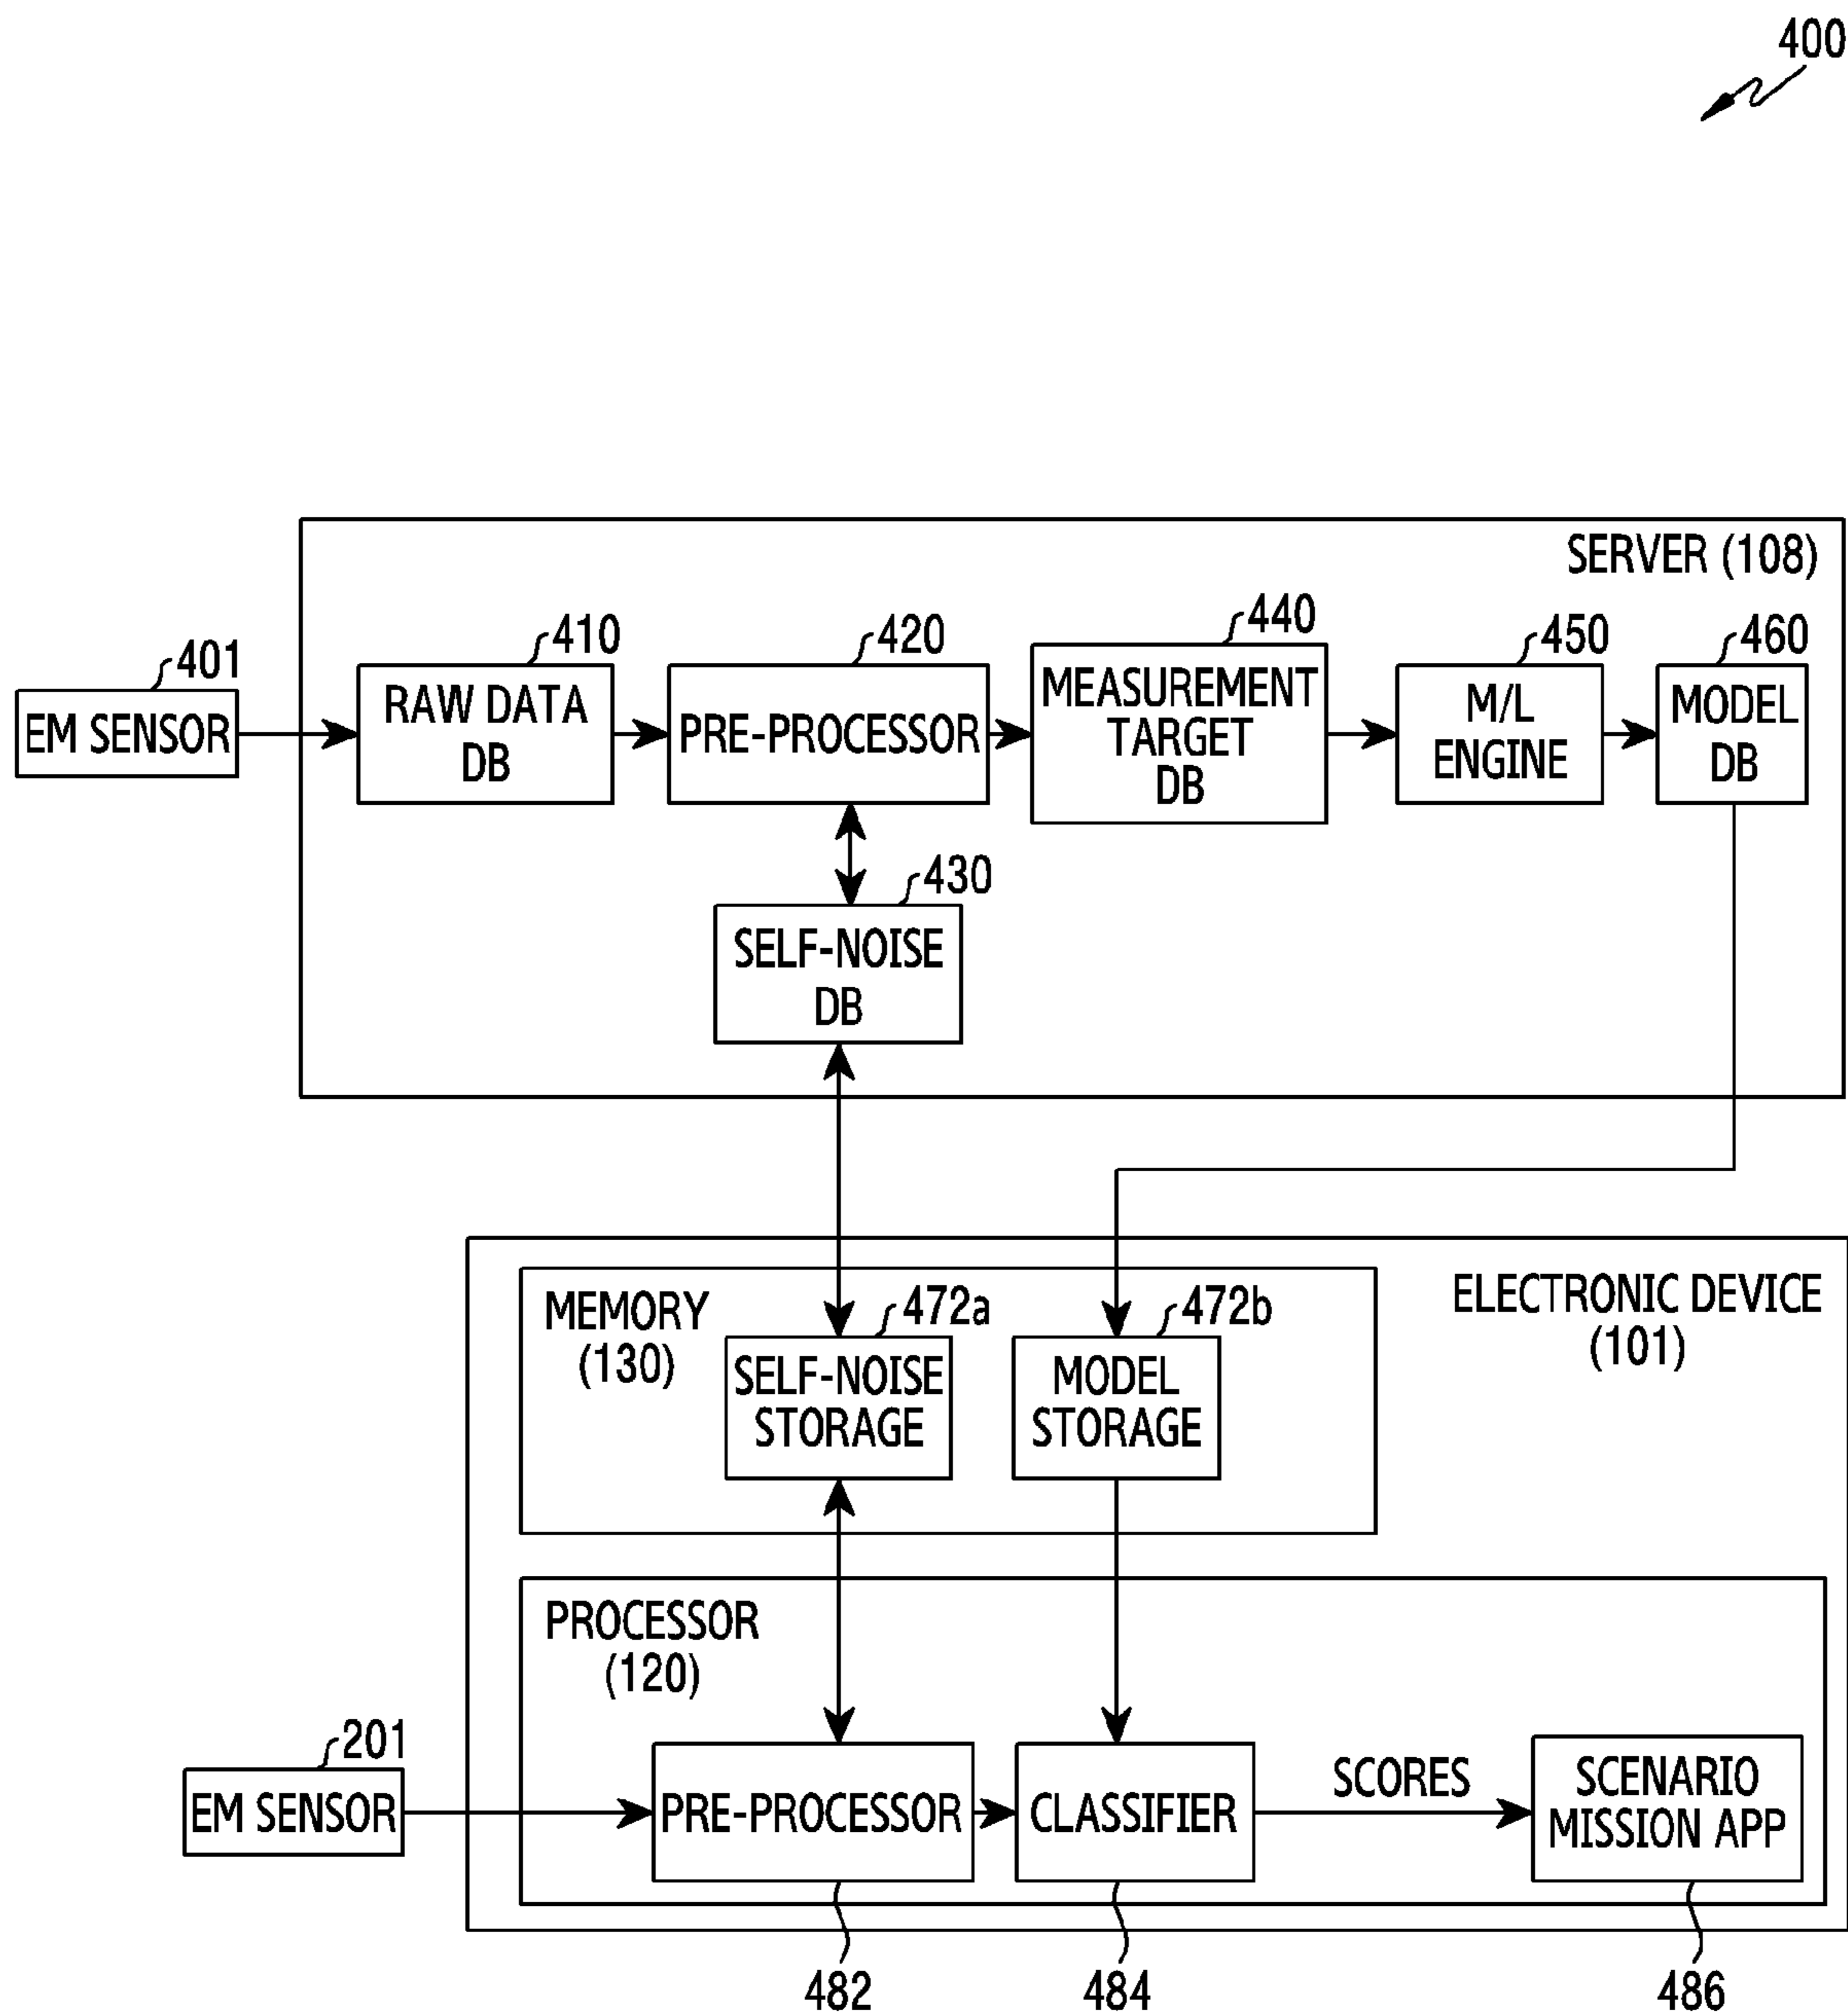 400
SERVER (108)
401
EM SENSOR
410
RAW DATA
DB
420
PRE-PROCESSOR
440
MEASUREMENT
TARGET
DB
450
M/L
ENGINE
460
MODEL
DB
430
SELF-NOISE
DB
ELECTRONIC DEVICE
(101)
MEMORY
(130)
472a
SELF-NOISE
STORAGE
472b
MODEL
STORAGE
PROCESSOR
(120)
201
EM SENSOR
PRE-PROCESSOR
CLASSIFIER
SCORES
SCENARIO
MISSION APP
482
484
486